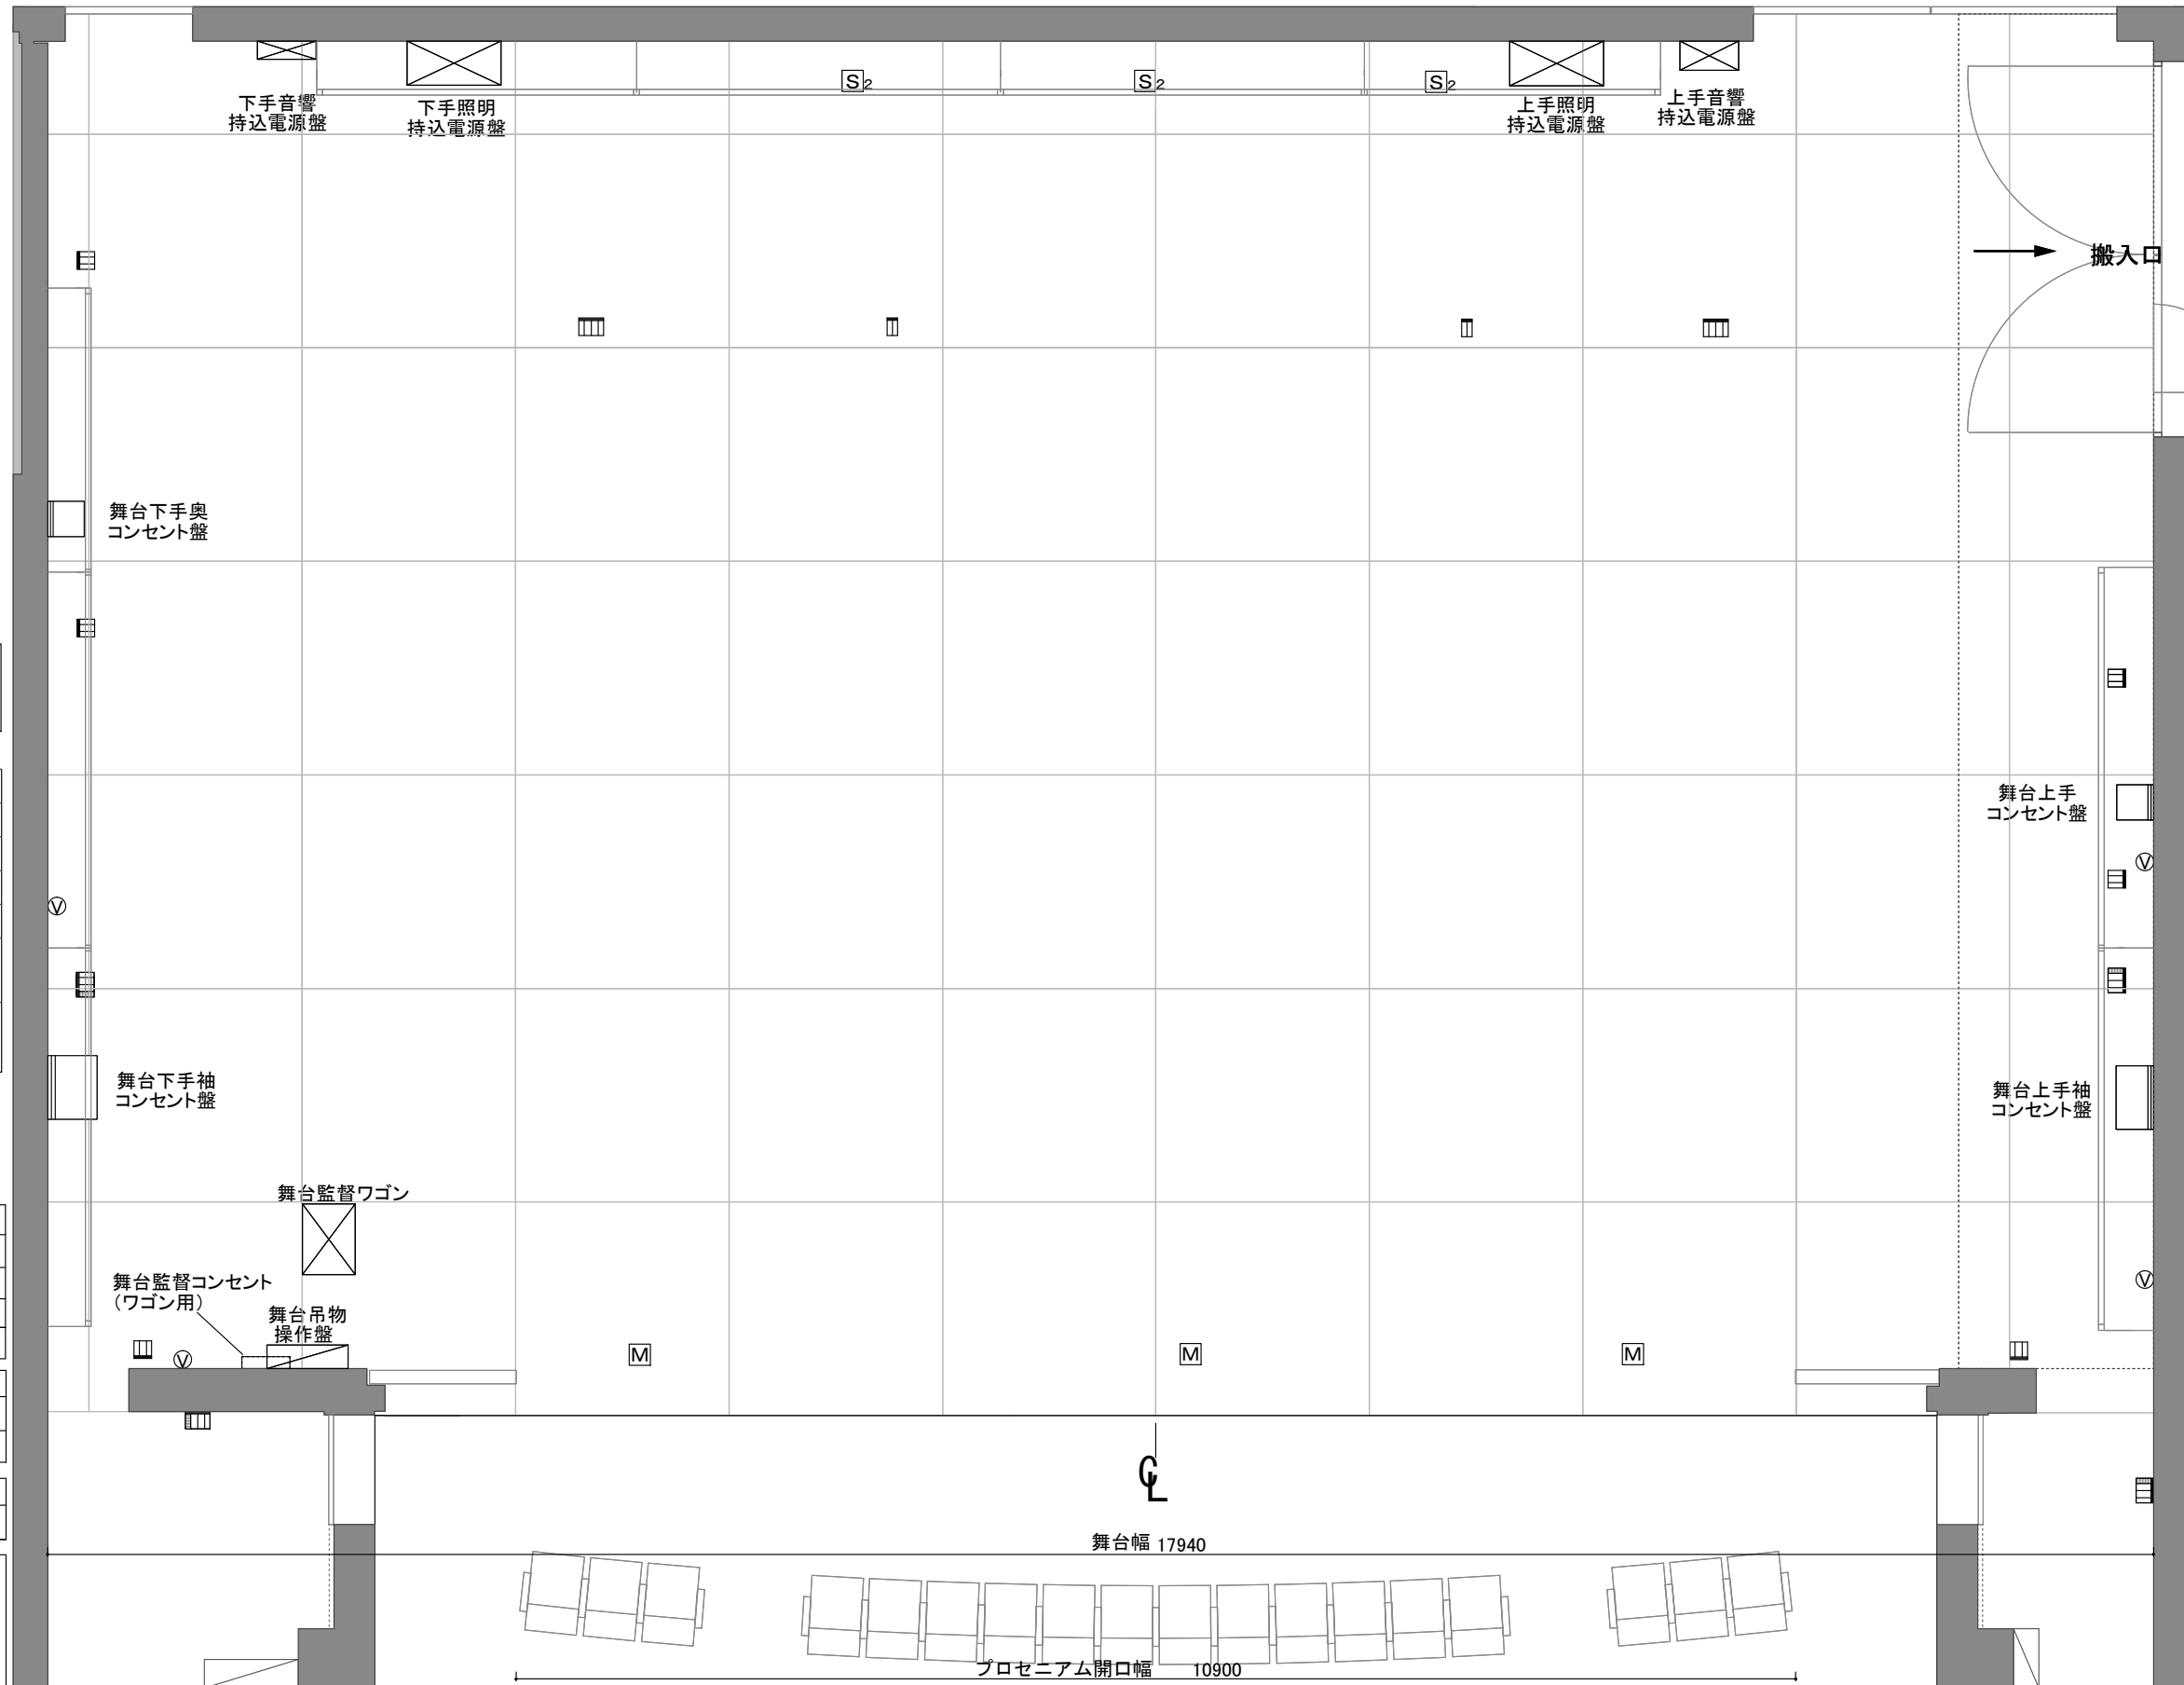 S2
S2
S2
下手音響
持込電源盤
下手照明
持込電源盤
上手照明
持込電源盤
上手音響
持込電源盤
搬入口
舞台下手奥
コンセント盤
舞台上手
コンセント盤
V
V
舞台下手袖
コンセント盤
舞台上手袖
コンセント盤
舞台監督ワゴン
V
舞台監督コンセント
(ワゴン用)
舞台吊物
操作盤
V
M
M
M
CL
舞台幅 17940
プロセニアム開口幅 10900